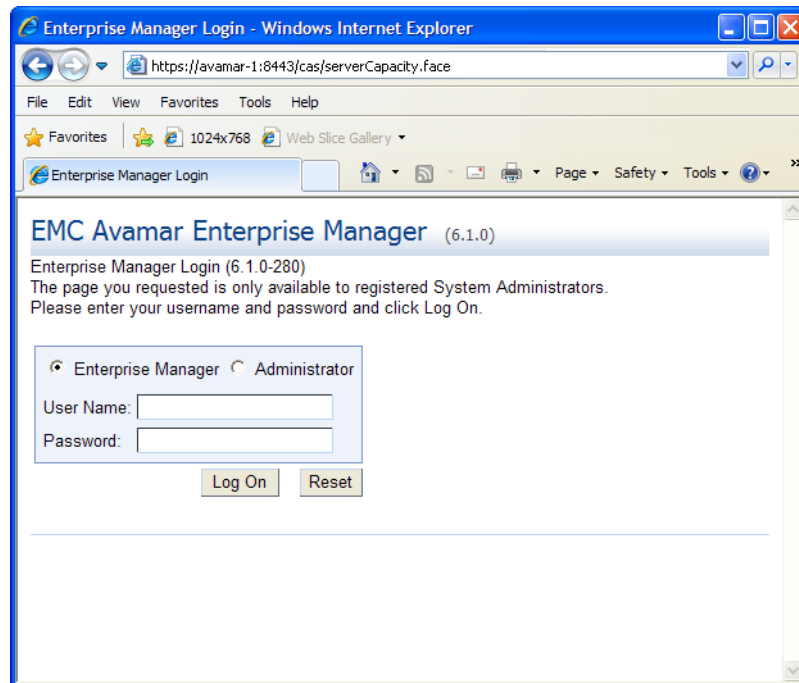 Enterprise Manager Login - Windows Internet Explorer
https://avamar-1:8443/cas/serverCapacity.face
File Edit View Favorites Tools Help
Favorites 1024x768 Web Slice Gallery
Enterprise Manager Login Page Safety Tools »
EMC Avamar Enterprise Manager (6.1.0)
Enterprise Manager Login (6.1.0-280)
The page you requested is only available to registered System Administrators.
Please enter your username and password and click Log On.
Enterprise Manager Administrator
User Name:
Password:
Log On Reset